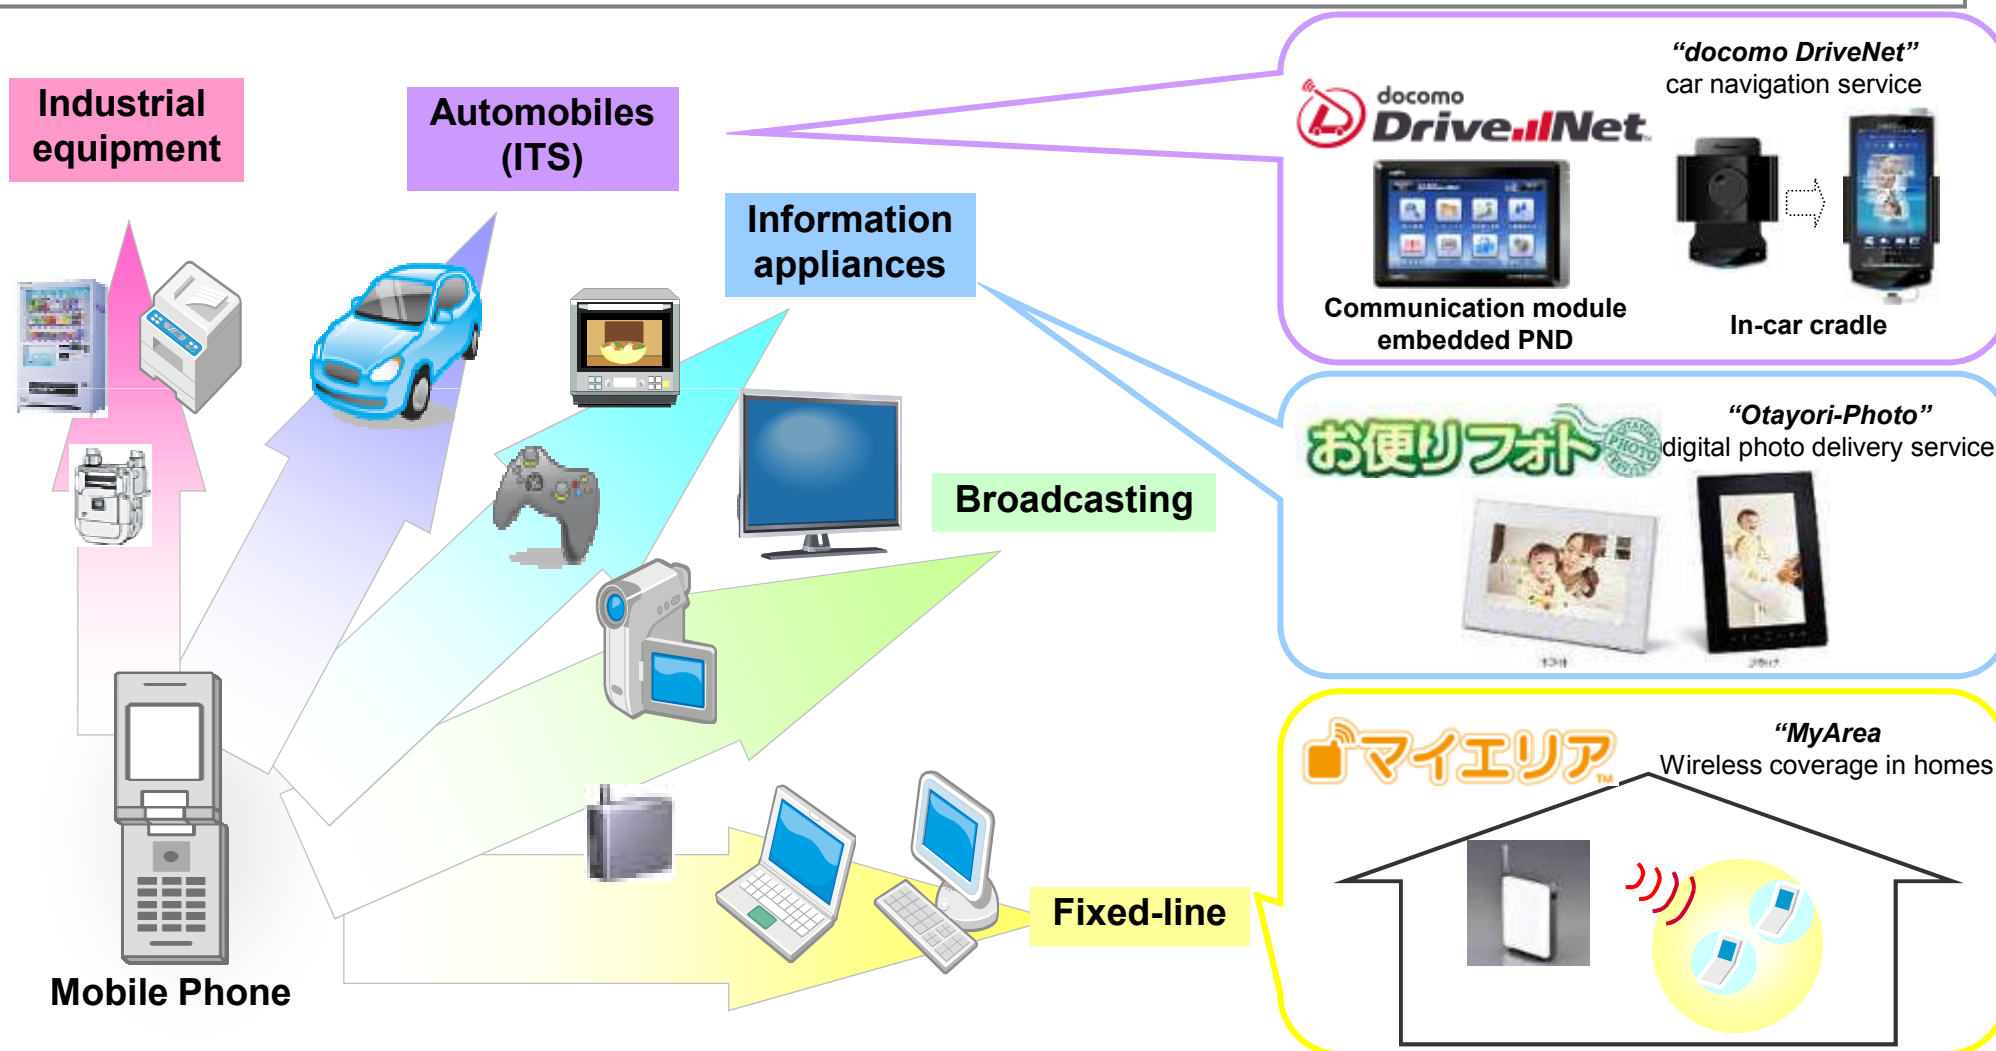 Industrial
equipment
Automobiles
(ITS)
Information
appliances
Broadcasting
Fixed-line
Mobile Phone
“docomo DriveNet”
car navigation service
docomo
DriveNet
Communication module
embedded PND
In-car cradle
“Otayori-Photo”
digital photo delivery service
お便りフォト
PHOTO
“MyArea
Wireless coverage in homes
マイエリア
TM